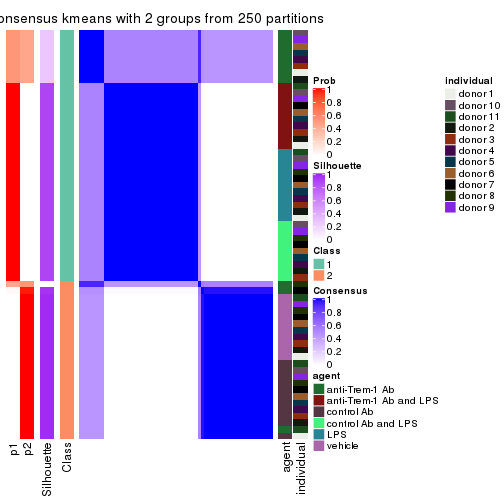 onsensus kmeans with 2 groups from 250 partitions
Prob
1
0.8
0.6
0.4
0.2
0
Silhouette
1
0.8
0.6
0.4
0.2
0
Class
1
2
Consensus
1
0.8
0.6
0.4
0.2
0
agent
anti-Trem-1 Ab
anti-Trem-1 Ab and LPS
control Ab
control Ab and LPS
LPS
vehicle
individual
donor 1
donor 10
donor 11
donor 2
donor 3
donor 4
donor 5
donor 6
donor 7
donor 8
donor 9
p1
p2
Silhouette
Class
agent
individual